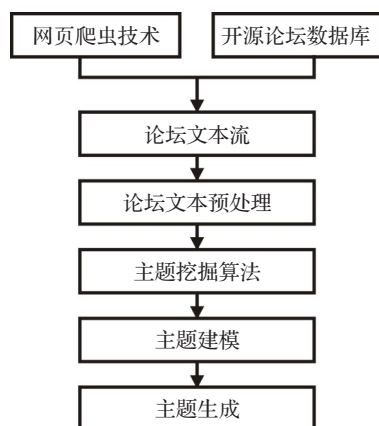 网页爬虫技术
开源论坛数据库
论坛文本流
论坛文本预处理
主题挖掘算法
主题建模
主题生成